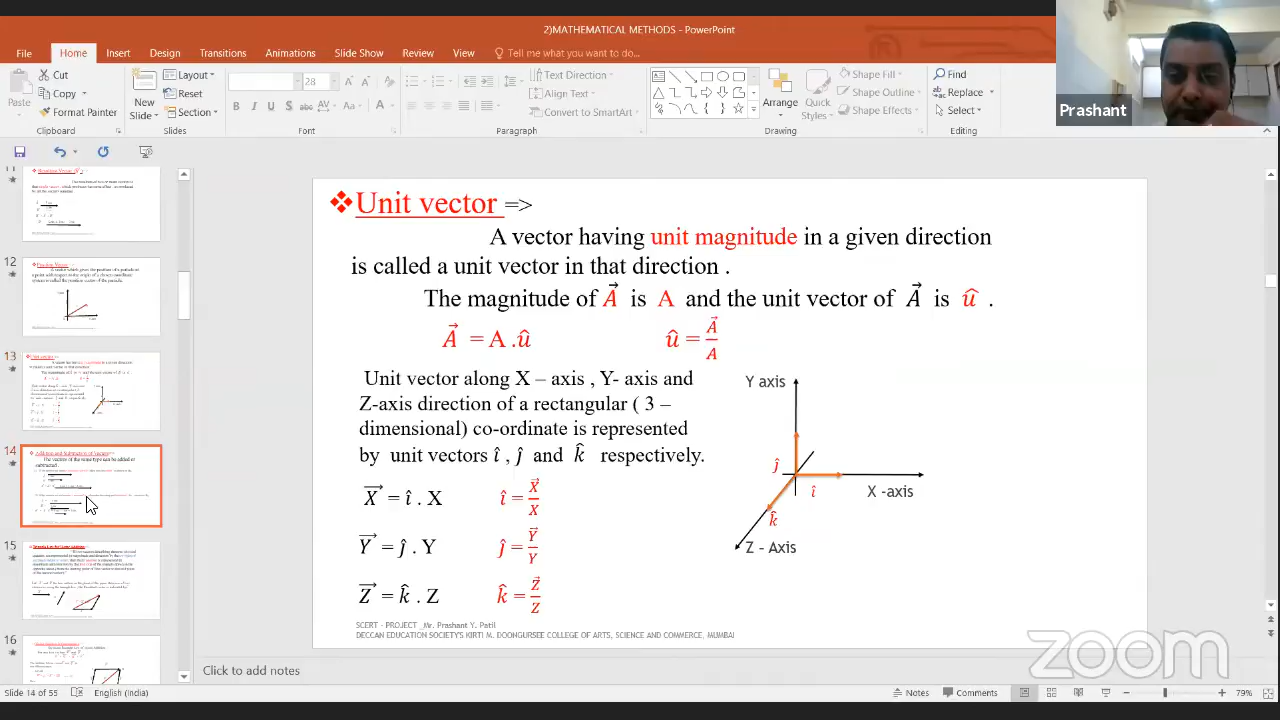 2)MATHEMATICAL METHODS - PowerPoint
File Home Insert Design Transitions Animations Slide Show Review View Tell me what you want to do...
Prashant
Paste
Cut
Copy
Format Painter
Clipboard
New Slide
Layout
Reset
Section
Slides
28
Font
Text Direction
Align Text
Convert to SmartArt
Paragraph
Arrange
Quick Styles
Shape Fill
Shape Outline
Shape Effects
Drawing
Find
Replace
Select
Editing
12
13
14
15
16
❖Unit vector =>
A vector having unit magnitude in a given direction
is called a unit vector in that direction .
The magnitude of A⃗ is A and the unit vector of A⃗ is û .
A⃗ = A .û û = A⃗/A
Unit vector along X – axis , Y- axis and
Z-axis direction of a rectangular ( 3 –
dimensional) co-ordinate is represented
by unit vectors î , ĵ and k̂ respectively.
X⃗ = î . X î = X⃗/X
Y⃗ = ĵ . Y ĵ = Y⃗/Y
Z⃗ = k̂ . Z k̂ = Z⃗/Z
Y axis
ĵ
î
X -axis
k̂
Z Axis
SCERT - PROJECT _Mr. Prashant Y. Patil
DECCAN EDUCATION SOCIETY'S KIRTI M. DOONGURSEE COLLEGE OF ARTS, SCIENCE AND COMMERCE, MUMBAI
Click to add notes
zoom
Slide 14 of 55 English (India) Notes Comments 79%